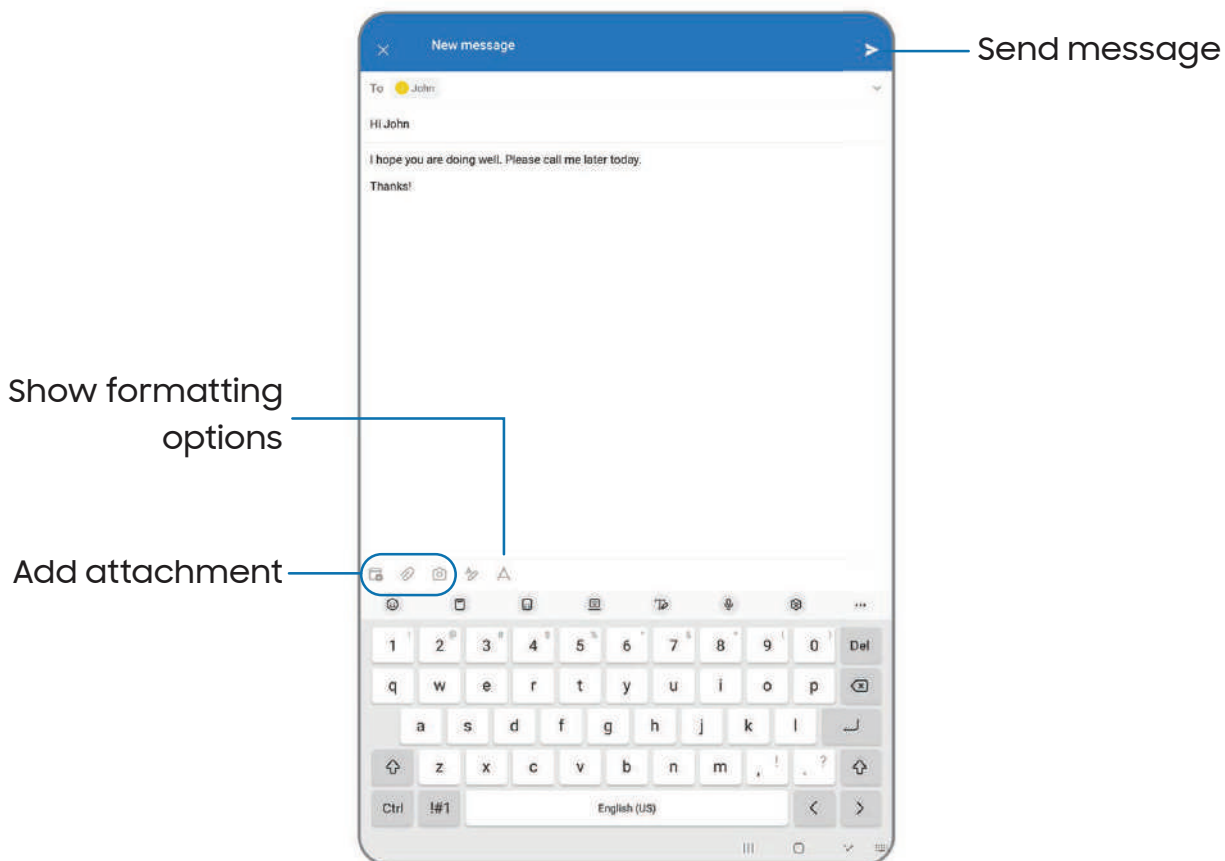 New message
Send message
To John
Hi John
I hope you are doing well. Please call me later today.
Thanks!
Show formatting
options
Add attachment
1 ! 2 @ 3 # 4 $ 5 % 6 ^ 7 & 8 * 9 ( 0 ) Del
q w e r t y u i o p
a s d f g h j k l
z x c v b n m , ! . ?
Ctrl !#1 English (US) < >